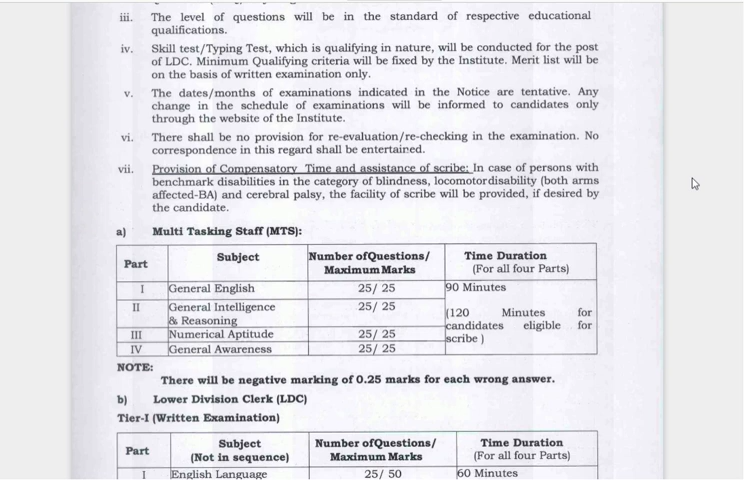 iii. The level of questions will be in the standard of respective educational
qualifications.
iv. Skill test/Typing Test, which is qualifying in nature, will be conducted for the post
of LDC. Minimum Qualifying criteria will be fixed by the Institute. Merit list will be
on the basis of written examination only.
v. The dates/months of examinations indicated in the Notice are tentative. Any
change in the schedule of examinations will be informed to candidates only
through the website of the Institute.
vi. There shall be no provision for re-evaluation/re-checking in the examination. No
correspondence in this regard shall be entertained.
vii. Provision of Compensatory Time and assistance of scribe: In case of persons with
benchmark disabilities in the category of blindness, locomotordisability (both arms
affected-BA) and cerebral palsy, the facility of scribe will be provided, if desired by
the candidate.
a) Multi Tasking Staff (MTS):
Part Subject Number ofQuestions/ Maximum Marks Time Duration (For all four Parts)
I General English 25/ 25 90 Minutes
II General Intelligence & Reasoning 25/ 25 (120 Minutes for
III Numerical Aptitude 25/ 25 candidates eligible for
IV General Awareness 25/ 25 scribe )
NOTE:
There will be negative marking of 0.25 marks for each wrong answer.
b) Lower Division Clerk (LDC)
Tier-I (Written Examination)
Part Subject (Not in sequence) Number ofQuestions/ Maximum Marks Time Duration (For all four Parts)
I English Language 25/ 50 60 Minutes